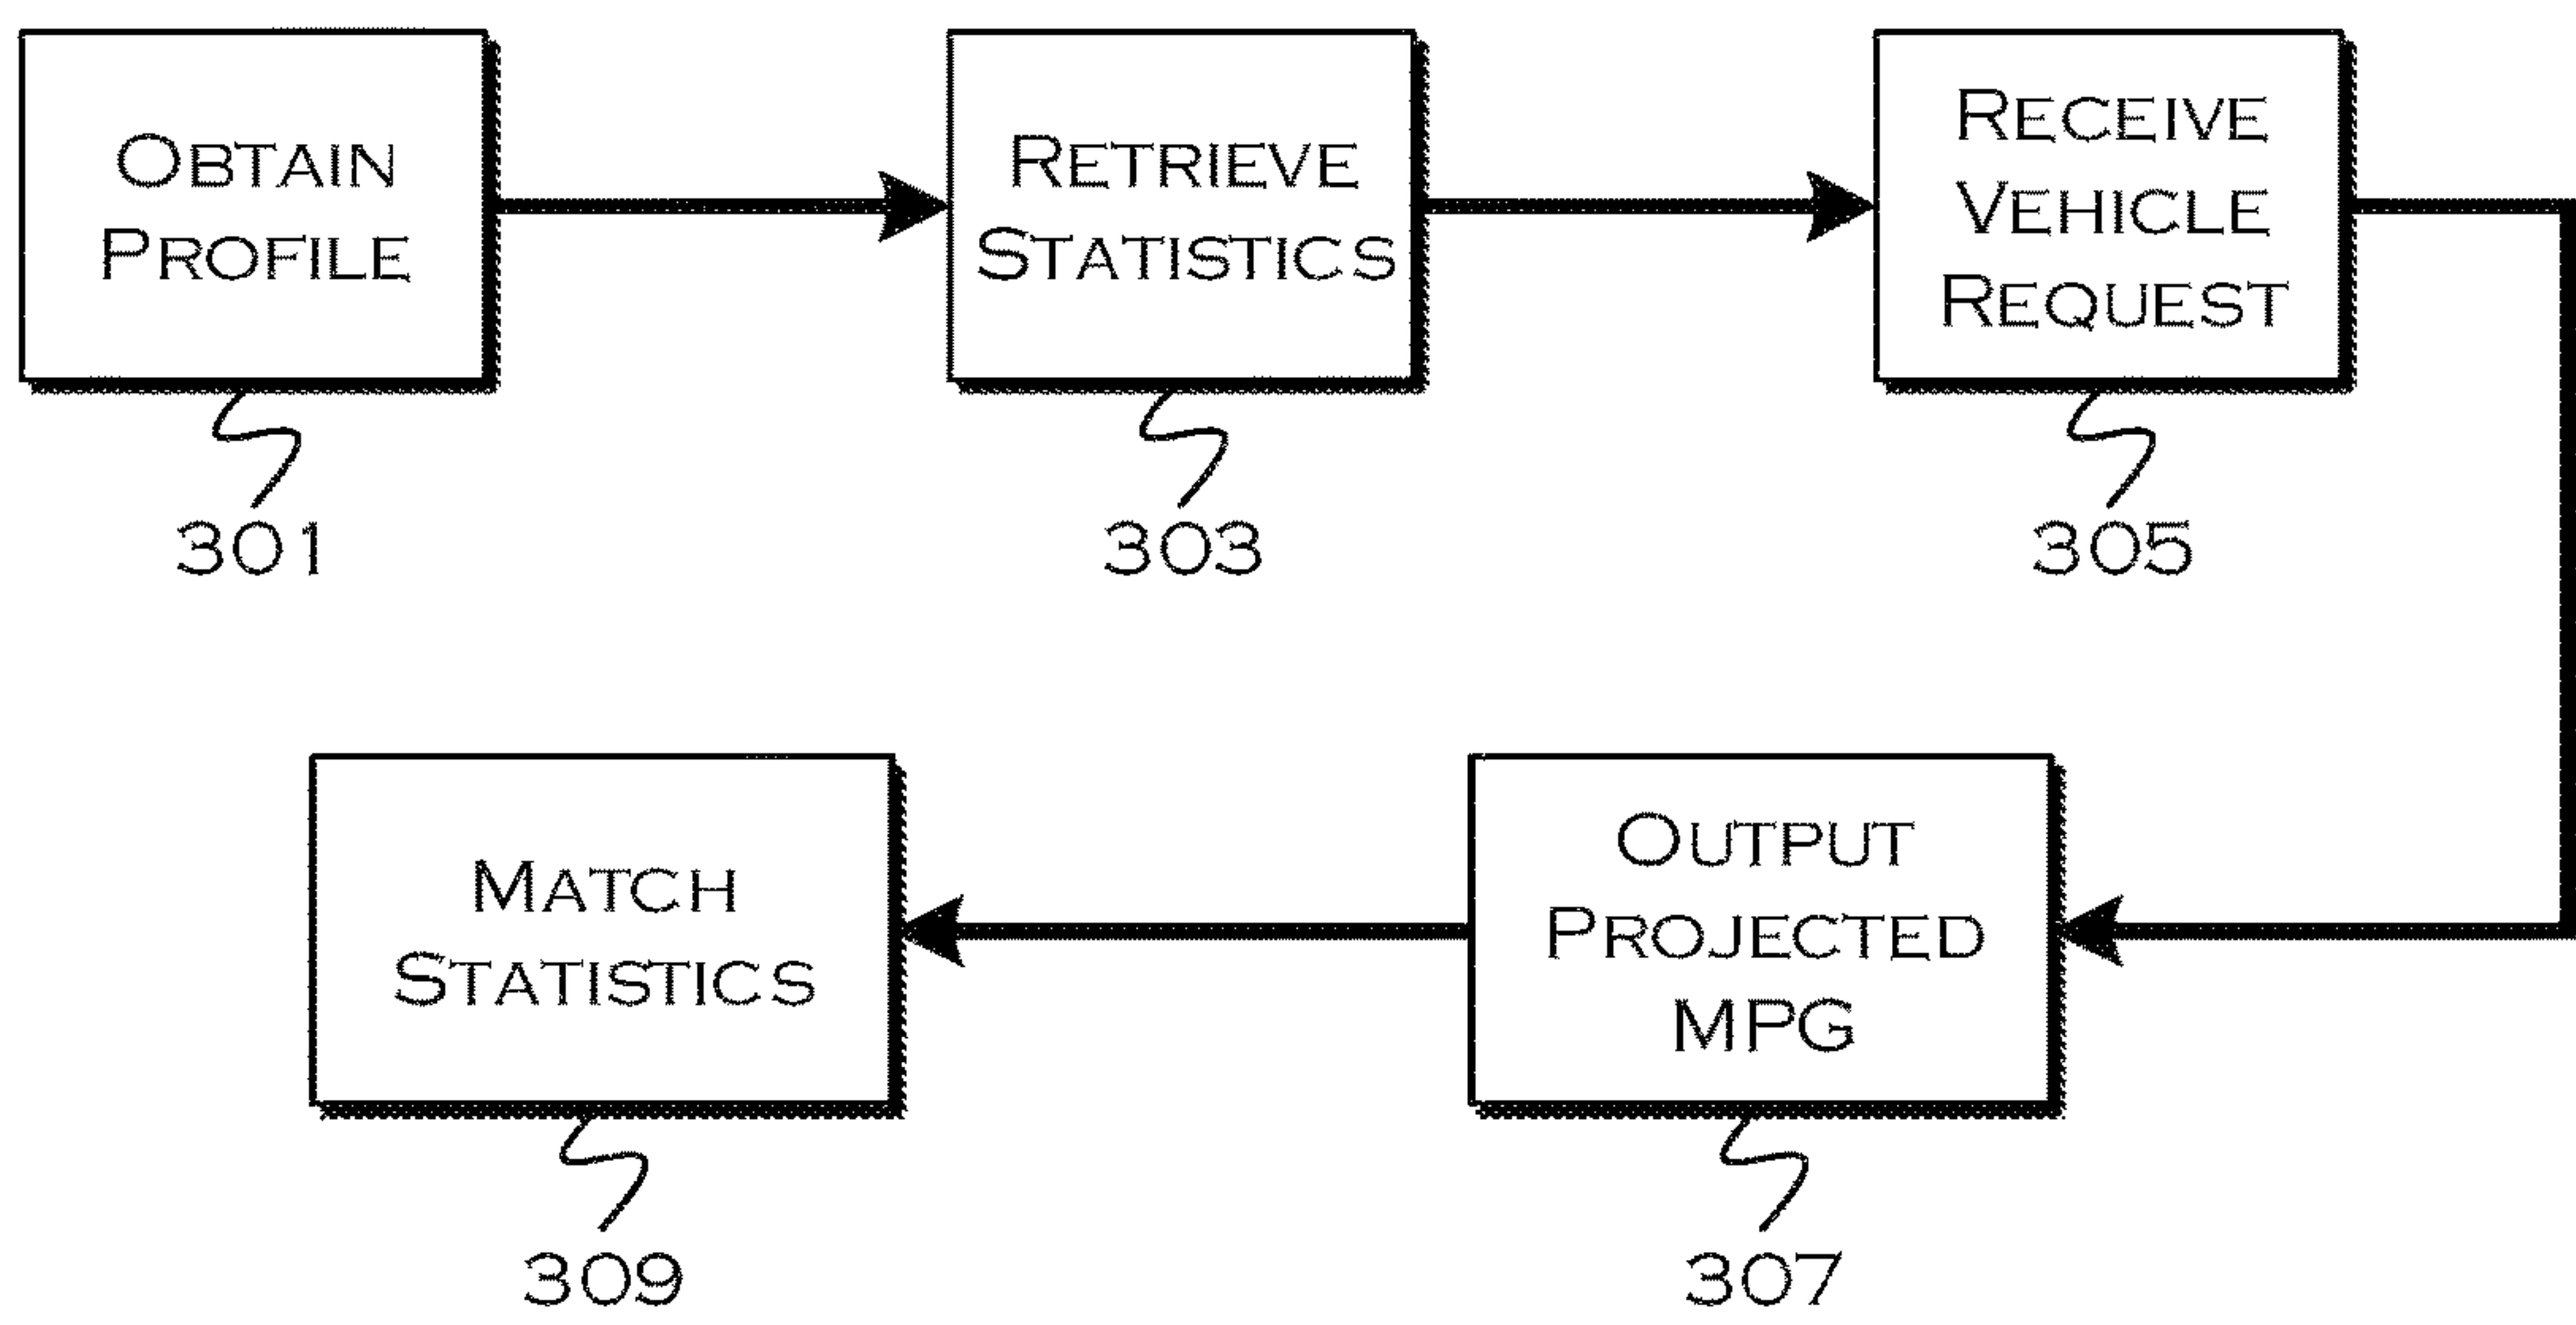 OBTAIN
PROFILE
301
RETRIEVE
STATISTICS
303
RECEIVE
VEHICLE
REQUEST
305
OUTPUT
PROJECTED
MPG
307
MATCH
STATISTICS
309